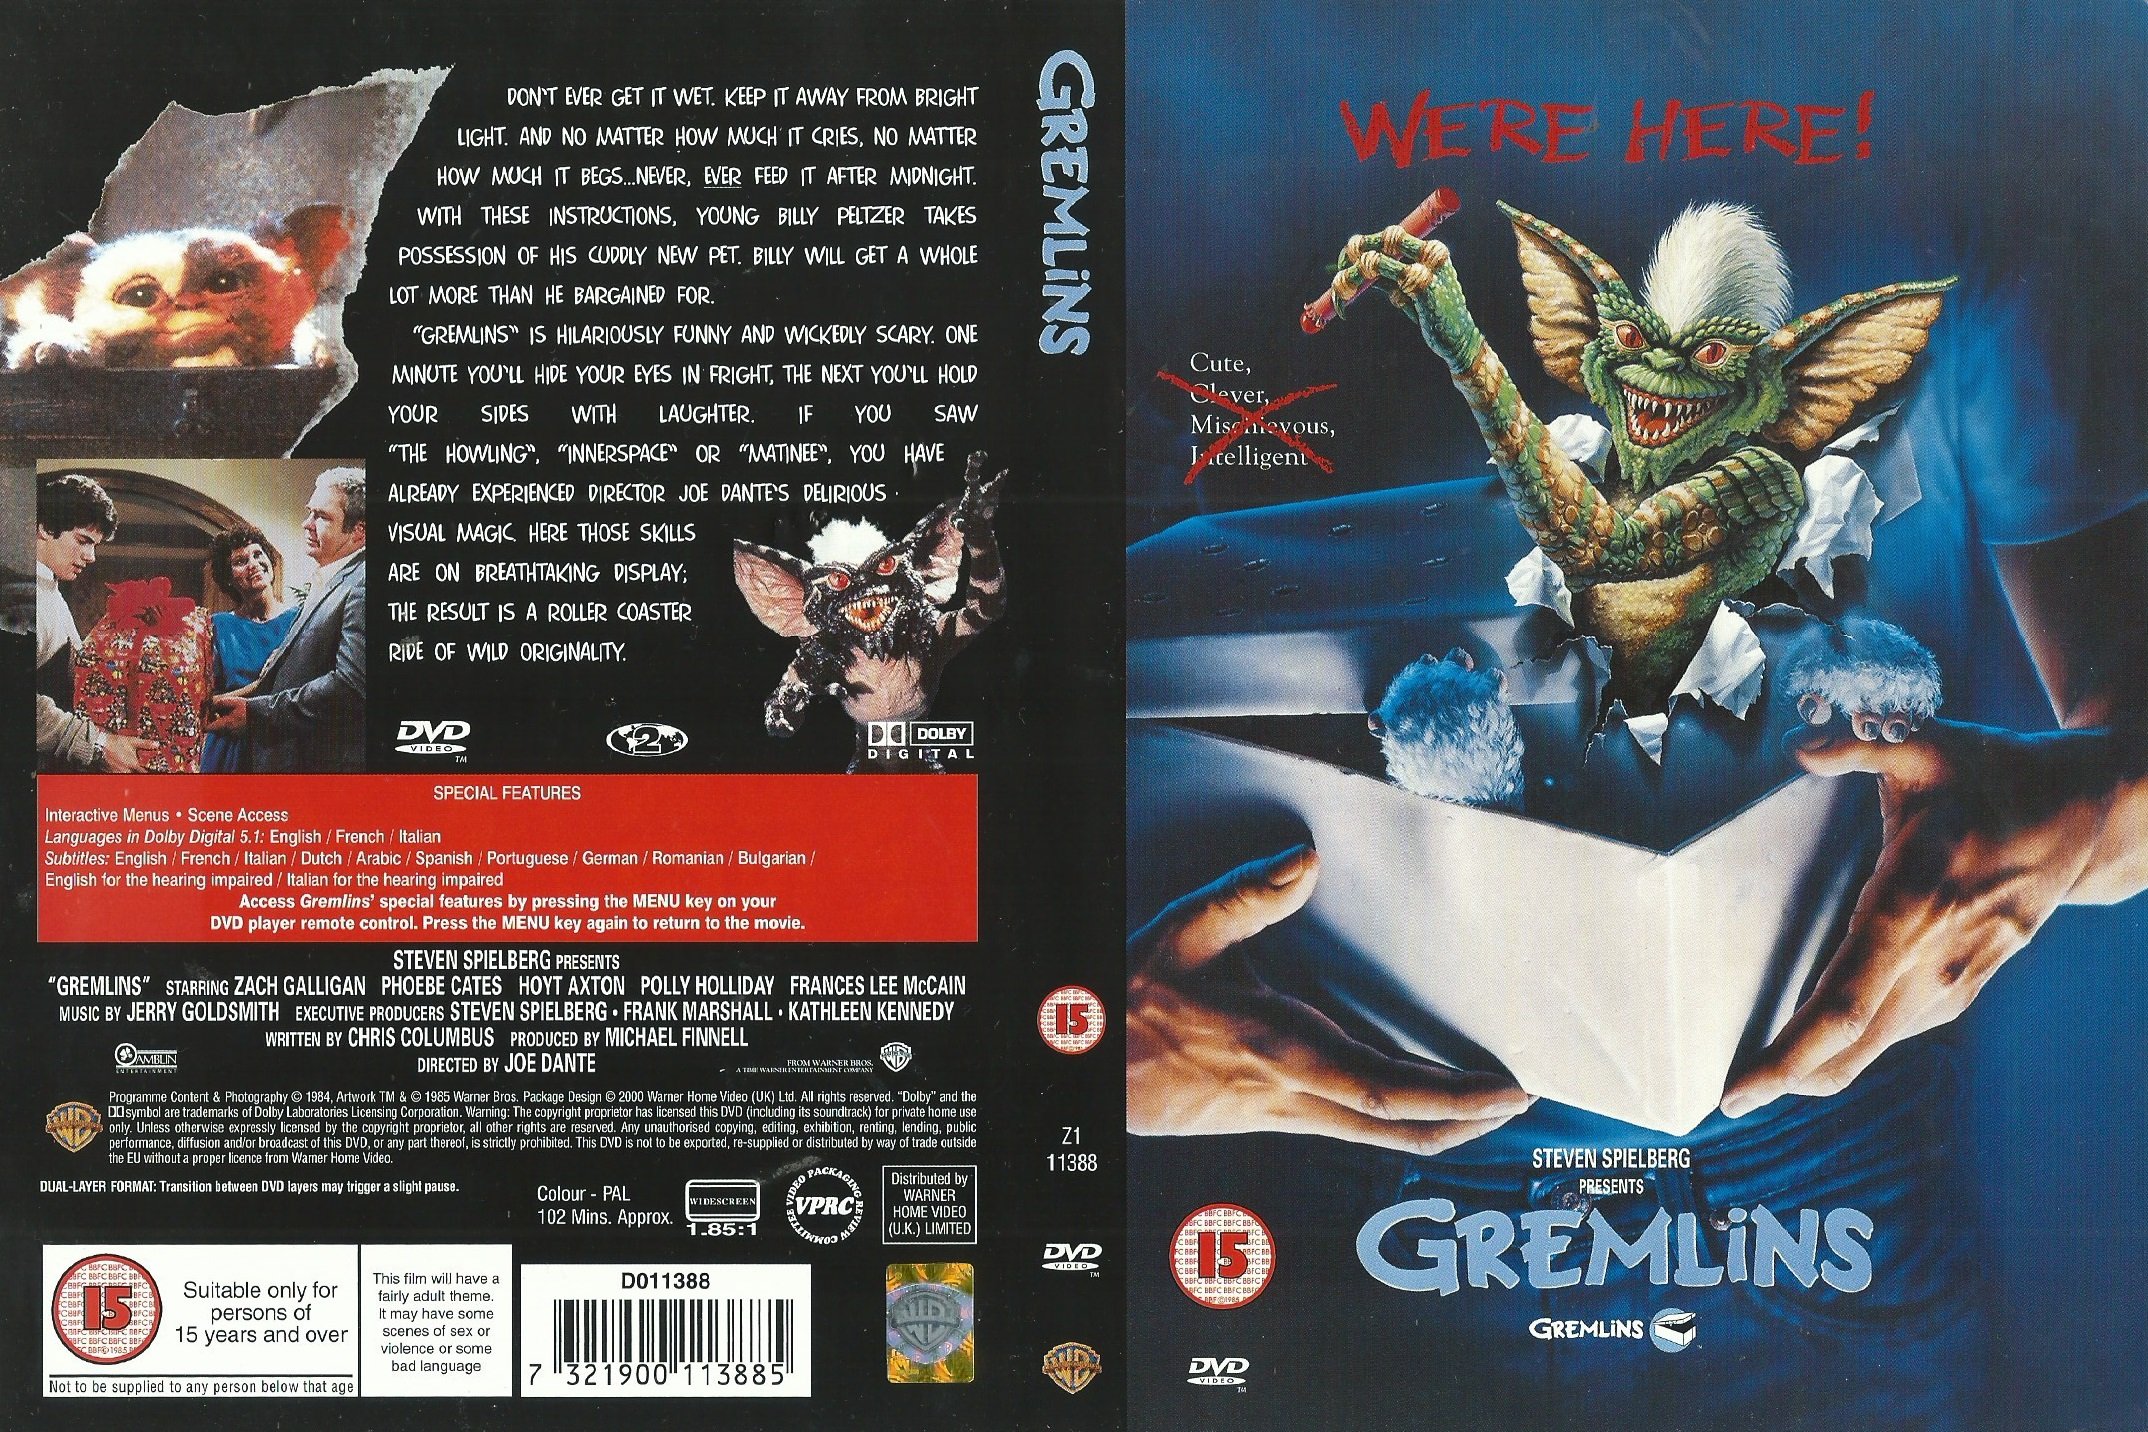 DON'T EVER GET IT WET. KEEP IT AWAY FROM BRIGHT
LIGHT. AND NO MATTER HOW MUCH IT CRIES, NO MATTER
HOW MUCH IT BEGS...NEVER, EVER FEED IT AFTER MIDNIGHT.
WITH THESE INSTRUCTIONS, YOUNG BILLY PELTZER TAKES
POSSESSION OF HIS CUDDLY NEW PET. BILLY WILL GET A WHOLE
LOT MORE THAN HE BARGAINED FOR.
"GREMLINS" IS HILARIOUSLY FUNNY AND WICKEDLY SCARY. ONE
MINUTE YOU'LL HIDE YOUR EYES IN FRIGHT, THE NEXT YOU'LL HOLD
YOUR SIDES WITH LAUGHTER. IF YOU SAW
"THE HOWLING", "INNERSPACE" OR "MATINEE", YOU HAVE
ALREADY EXPERIENCED DIRECTOR JOE DANTE'S DELIRIOUS
VISUAL MAGIC. HERE THOSE SKILLS
ARE ON BREATHTAKING DISPLAY;
THE RESULT IS A ROLLER COASTER
RIDE OF WILD ORIGINALITY.
DVD
VIDEO
TM
2
DOLBY
DIGITAL
SPECIAL FEATURES
Interactive Menus • Scene Access
Languages in Dolby Digital 5.1: English / French / Italian
Subtitles: English / French / Italian / Dutch / Arabic / Spanish / Portuguese / German / Romanian / Bulgarian /
English for the hearing impaired / Italian for the hearing impaired
Access Gremlins' special features by pressing the MENU key on your
DVD player remote control. Press the MENU key again to return to the movie.
STEVEN SPIELBERG PRESENTS
"GREMLINS" STARRING ZACH GALLIGAN PHOEBE CATES HOYT AXTON POLLY HOLLIDAY FRANCES LEE McCAIN
MUSIC BY JERRY GOLDSMITH EXECUTIVE PRODUCERS STEVEN SPIELBERG • FRANK MARSHALL • KATHLEEN KENNEDY
WRITTEN BY CHRIS COLUMBUS PRODUCED BY MICHAEL FINNELL
DIRECTED BY JOE DANTE
AMBLIN
ENTERTAINMENT
FROM WARNER BROS.
A TIME WARNER ENTERTAINMENT COMPANY
Programme Content & Photography © 1984, Artwork TM & © 1985 Warner Bros. Package Design © 2000 Warner Home Video (UK) Ltd. All rights reserved. "Dolby" and the
symbol are trademarks of Dolby Laboratories Licensing Corporation. Warning: The copyright proprietor has licensed this DVD (including its soundtrack) for private home use
only. Unless otherwise expressly licensed by the copyright proprietor, all other rights are reserved. Any unauthorised copying, editing, exhibition, renting, lending, public
performance, diffusion and/or broadcast of this DVD, or any part thereof, is strictly prohibited. This DVD is not to be exported, re-supplied or distributed by way of trade outside
the EU without a proper licence from Warner Home Video.
DUAL-LAYER FORMAT: Transition between DVD layers may trigger a slight pause.
Colour - PAL
102 Mins. Approx.
WIDESCREEN
1.85:1
VIDEO PACKAGING REVIEW COMMITTEE
VPRC
Distributed by
WARNER
HOME VIDEO
(U.K.) LIMITED
15
Suitable only for
persons of
15 years and over
Not to be supplied to any person below that age
This film will have a
fairly adult theme.
It may have some
scenes of sex or
violence or some
bad language
D011388
7 321900 113885
GREMLiNS
15
Z1
11388
DVD
VIDEO
TM
WE'RE HERE!
Cute,
Clever,
Mischievous,
Intelligent
STEVEN SPIELBERG
PRESENTS
GREMLiNS
GREMLiNS
15
DVD
VIDEO
TM